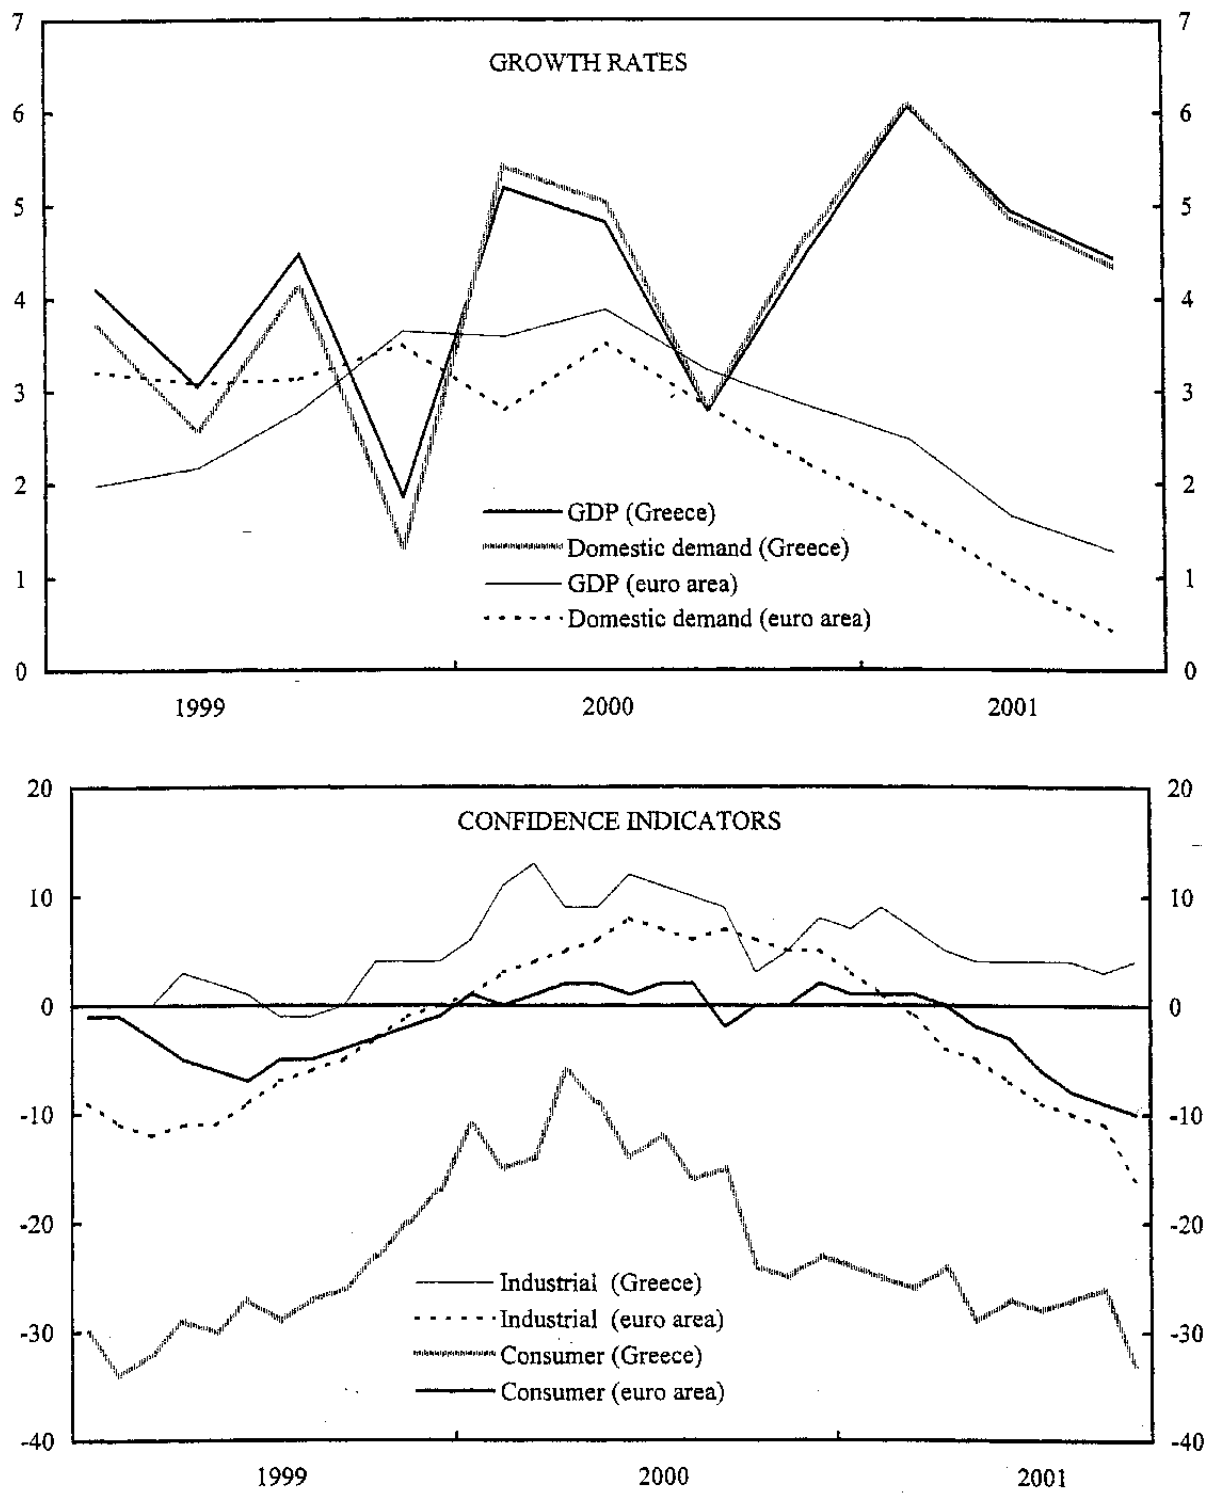 GROWTH RATES
7 7
6 6
5 5
4 4
3 3
2 2
1 1
0 0
GDP (Greece)
Domestic demand (Greece)
GDP (euro area)
Domestic demand (euro area)
1999 2000 2001
CONFIDENCE INDICATORS
20 20
10 10
0 0
-10 -10
-20 -20
-30 -30
-40 -40
Industrial (Greece)
Industrial (euro area)
Consumer (Greece)
Consumer (euro area)
1999 2000 2001